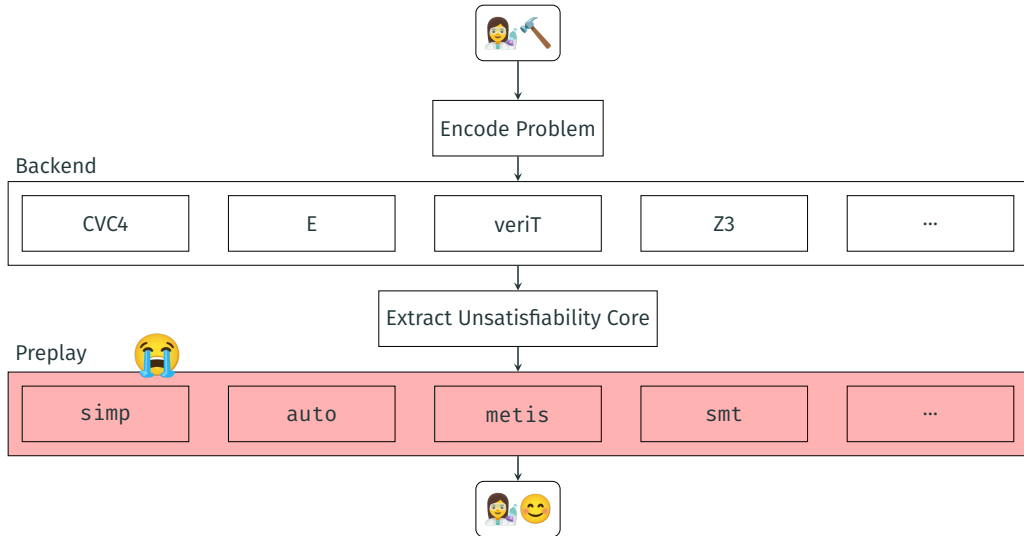 Encode Problem
Backend
CVC4
E
veriT
Z3
...
Extract Unsatisfiability Core
Preplay
simp
auto
metis
smt
...